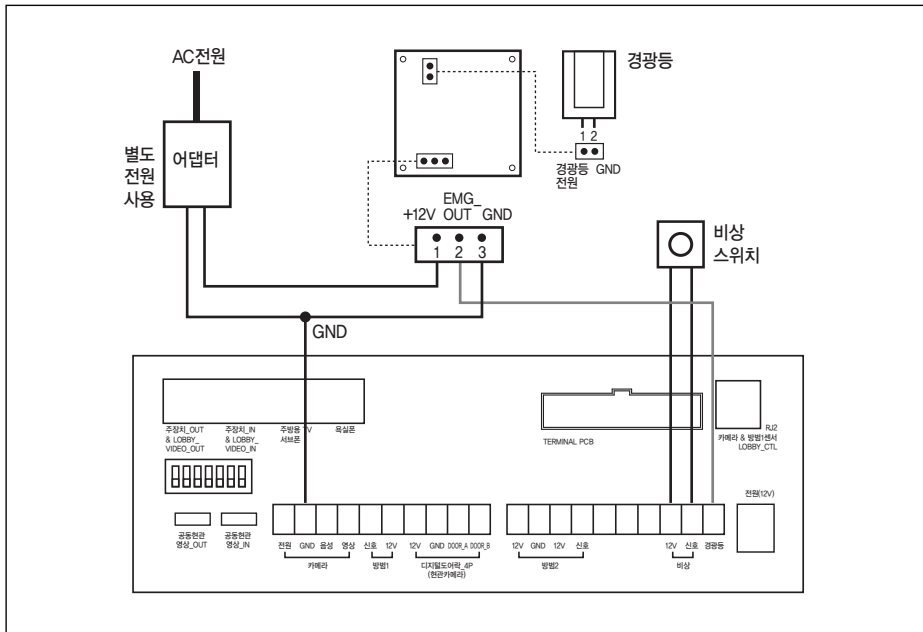 AC전원
별도
전원
사용
어댑터
경광등
1 2
경광등 GND
전원
EMG_
+12V OUT GND
1 2 3
비상
스위치
GND
주장치_OUT
& LOBBY_
VIDEO_OUT
주장치_IN
& LOBBY_
VIDEO_IN
주방용 TV
서브폰
욕실폰
TERMINAL PCB
RJ2
카메라 & 방범1센서
LOBBY_CTL
공동현관
영상_OUT
공동현관
영상_IN
전원(12V)
전원 GND 음성 영상 신호 12V 12V GND DOOR_A DOOR_B
카메라 방범1 디지털도어락_4P
(현관카메라)
12V GND 12V 신호 12V 신호 경광등
방범2 비상